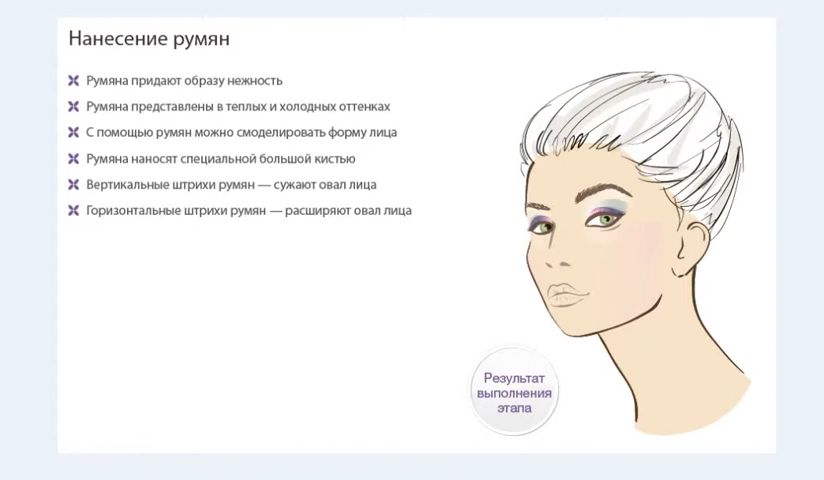 Нанесение румян
Румяна придают образу нежность
Румяна представлены в теплых и холодных оттенках
С помощью румян можно смоделировать форму лица
Румяна наносят специальной большой кистью
Вертикальные штрихи румян — сужают овал лица
Горизонтальные штрихи румян — расширяют овал лица
Результат
выполнения
этапа